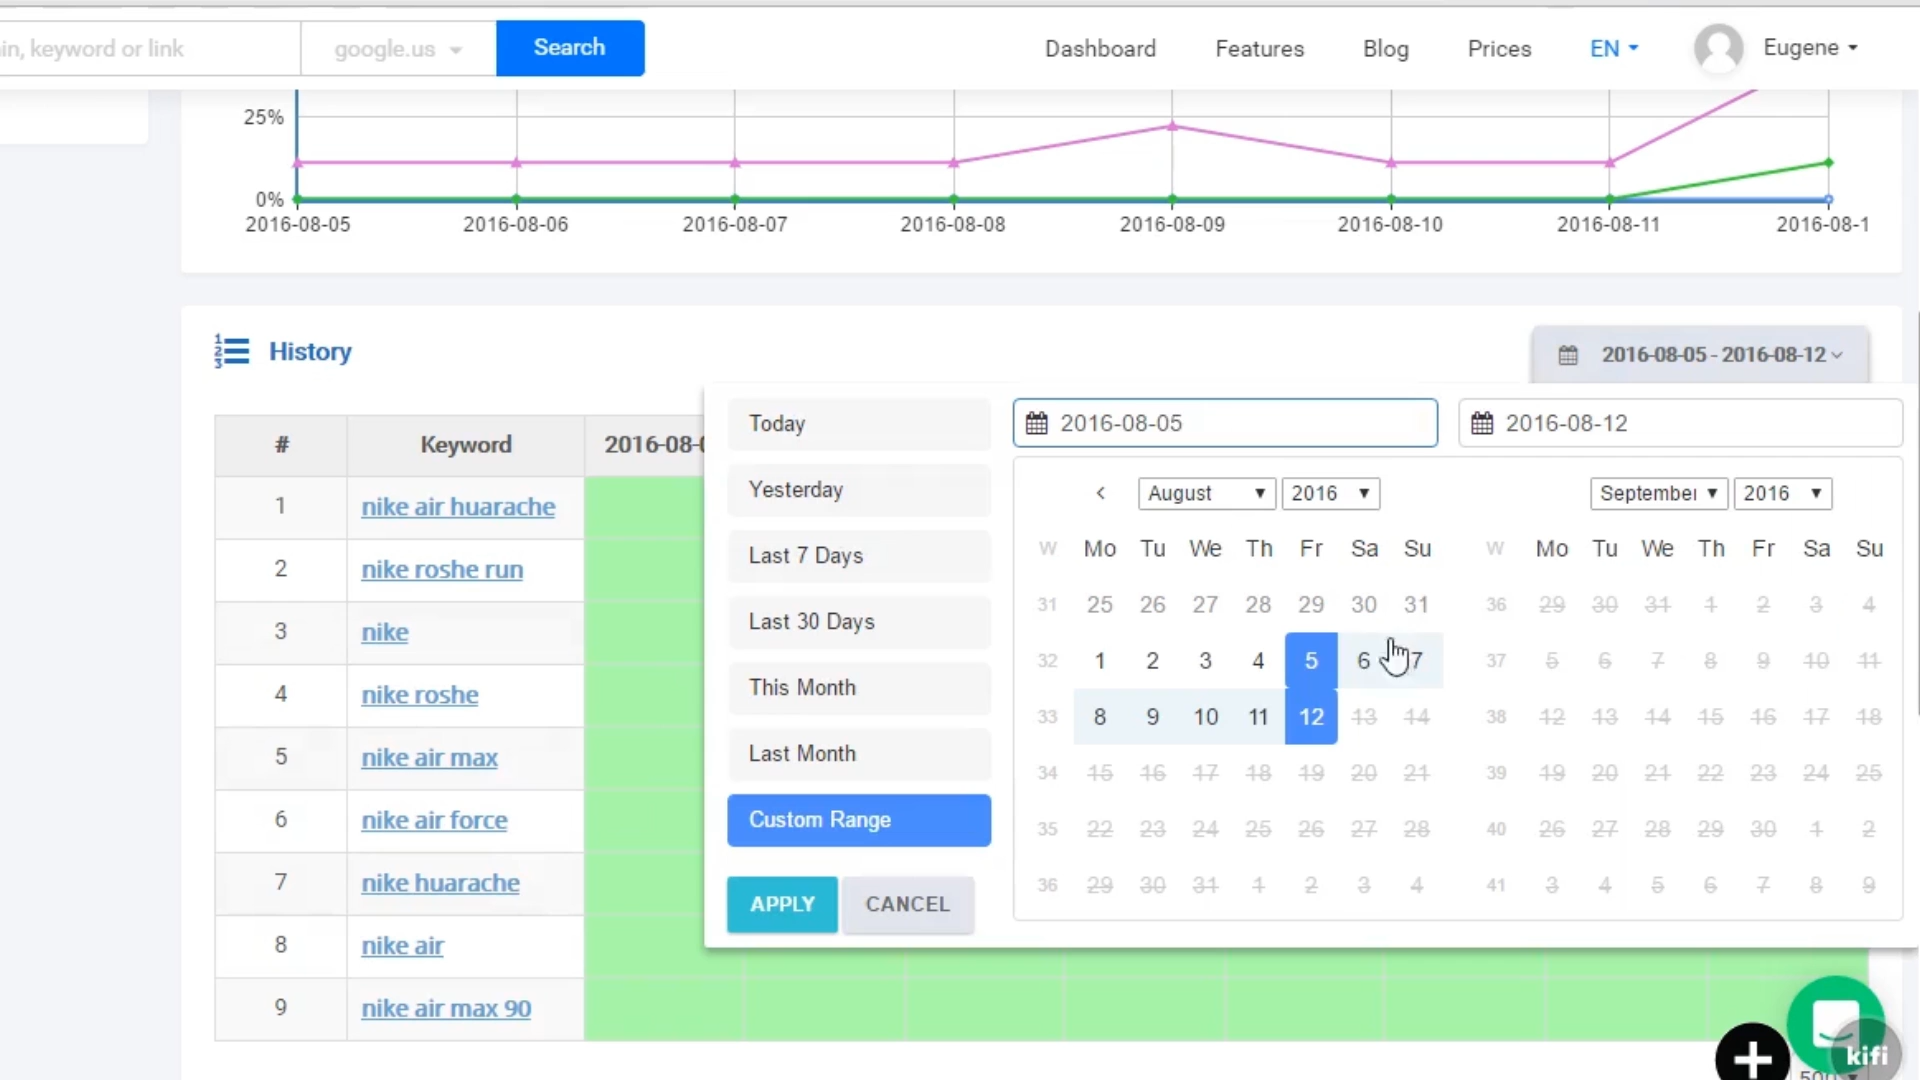 in, keyword or link google.us Search Dashboard Features Blog Prices EN Eugene
25%
0%
2016-08-05 2016-08-06 2016-08-07 2016-08-08 2016-08-09 2016-08-10 2016-08-11 2016-08-1
History 2016-08-05 - 2016-08-12
# Keyword 2016-08-0
1 nike air huarache
2 nike roshe run
3 nike
4 nike roshe
5 nike air max
6 nike air force
7 nike huarache
8 nike air
9 nike air max 90
Today
Yesterday
Last 7 Days
Last 30 Days
This Month
Last Month
Custom Range
APPLY CANCEL
2016-08-05 2016-08-12
August 2016
W Mo Tu We Th Fr Sa Su
31 25 26 27 28 29 30 31
32 1 2 3 4 5 6 7
33 8 9 10 11 12 13 14
34 15 16 17 18 19 20 21
35 22 23 24 25 26 27 28
36 29 30 31 1 2 3 4
September 2016
W Mo Tu We Th Fr Sa Su
36 29 30 31 1 2 3 4
37 5 6 7 8 9 10 11
38 12 13 14 15 16 17 18
39 19 20 21 22 23 24 25
40 26 27 28 29 30 1 2
41 3 4 5 6 7 8 9
kifi